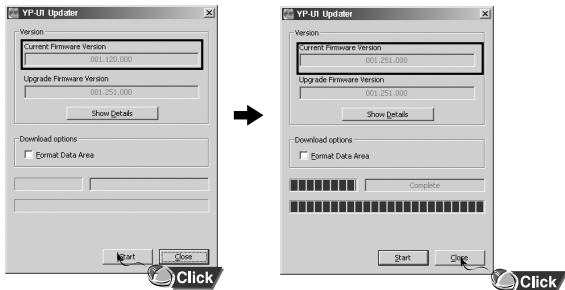 YP-U1 Updater
Version
Current Firmware Version
001.120.000
Upgrade Firmware Version
001.251.000
Show Details
Download options
Format Data Area
Start Close
Click
YP-U1 Updater
Version
Current Firmware Version
001.251.000
Upgrade Firmware Version
001.251.000
Show Details
Download options
Format Data Area
Complete
Start Close
Click